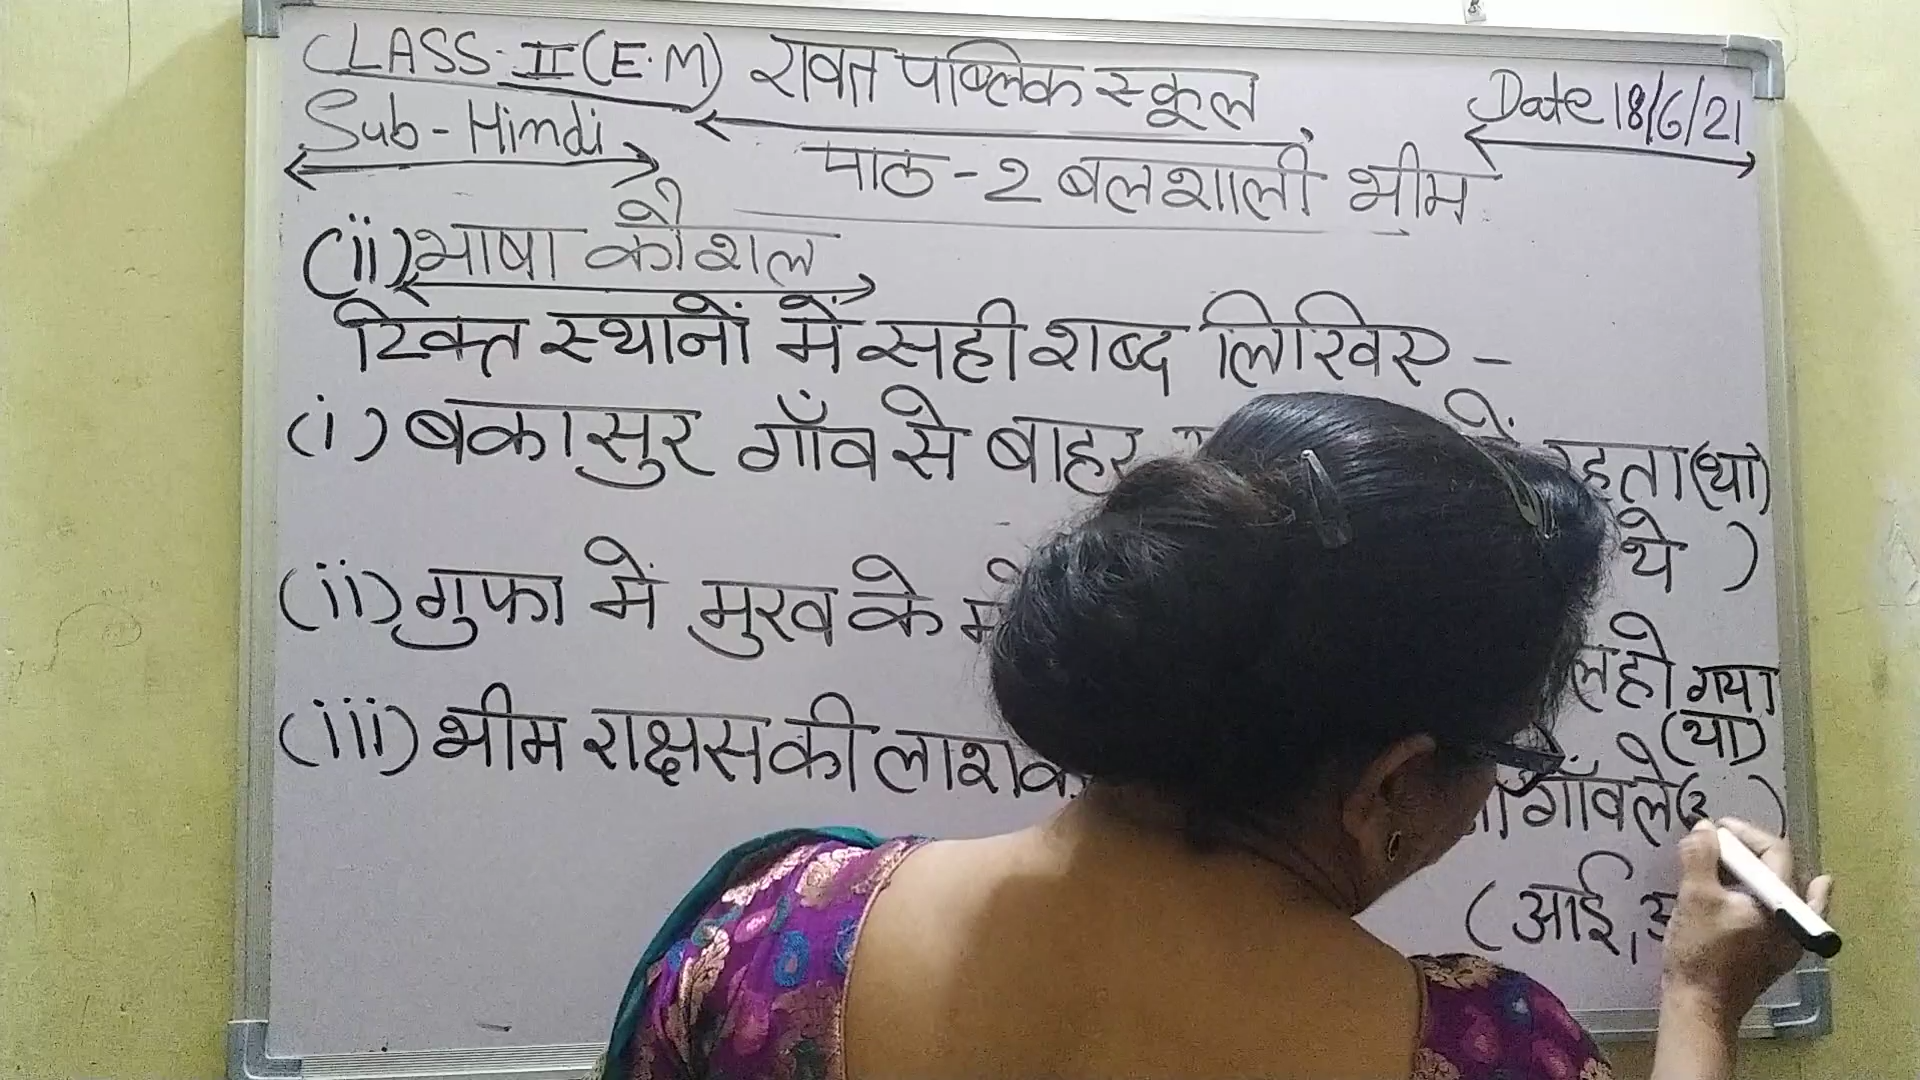 CLASS-II (E.M) रावत पब्लिक स्कूल
Date 18/6/21
Sub-Hindi
पाठ-2 बलशाली भीम
(ii) भाषा कौशल
रिक्त स्थानों में सही शब्द लिखिए -
(i) बकासुर गाँव से बाहर में रहता (था)
थे )
(ii) गुफा में मुख के हो गया
(था)
(iii) भीम राक्षस की लाश गाँव ले ( )
( आई,